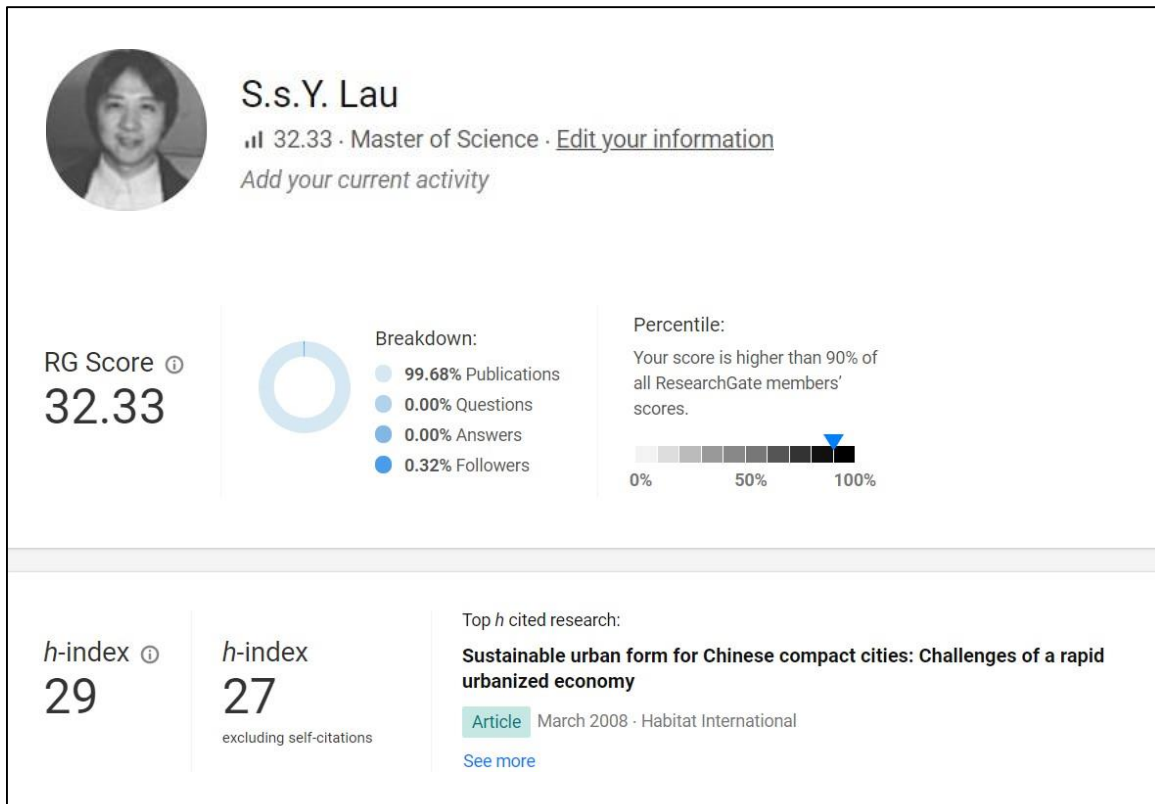 S.s.Y. Lau
32.33 · Master of Science · Edit your information
Add your current activity
RG Score
32.33
Breakdown:
99.68% Publications
0.00% Questions
0.00% Answers
0.32% Followers
Percentile:
Your score is higher than 90% of
all ResearchGate members’
scores.
0% 50% 100%
h-index
29
h-index
27
excluding self-citations
Top h cited research:
Sustainable urban form for Chinese compact cities: Challenges of a rapid
urbanized economy
Article March 2008 · Habitat International
See more